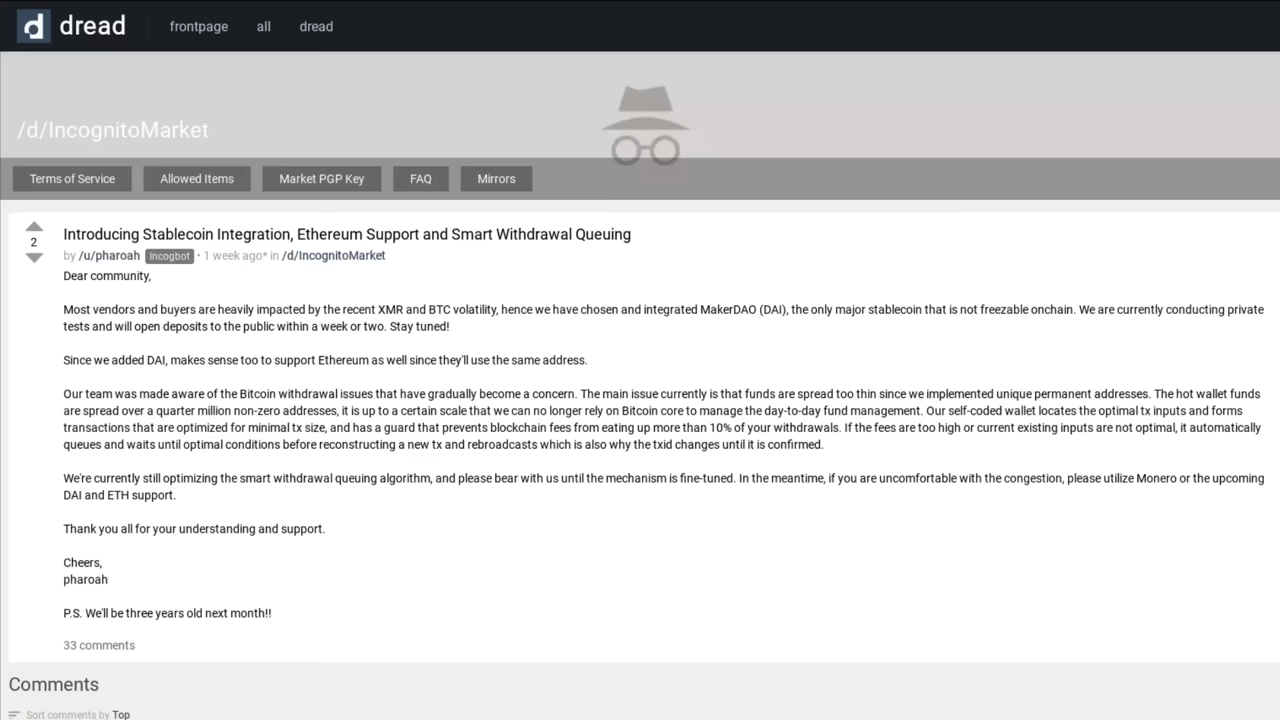 dread frontpage all dread
/d/IncognitoMarket
Terms of Service Allowed Items Market PGP Key FAQ Mirrors
Introducing Stablecoin Integration, Ethereum Support and Smart Withdrawal Queuing
2
by /u/pharoah Incogbot • 1 week ago* in /d/IncognitoMarket
Dear community,
Most vendors and buyers are heavily impacted by the recent XMR and BTC volatility, hence we have chosen and integrated MakerDAO (DAI), the only major stablecoin that is not freezable onchain. We are currently conducting private
tests and will open deposits to the public within a week or two. Stay tuned!
Since we added DAI, makes sense too to support Ethereum as well since they'll use the same address.
Our team was made aware of the Bitcoin withdrawal issues that have gradually become a concern. The main issue currently is that funds are spread too thin since we implemented unique permanent addresses. The hot wallet funds
are spread over a quarter million non-zero addresses, it is up to a certain scale that we can no longer rely on Bitcoin core to manage the day-to-day fund management. Our self-coded wallet locates the optimal tx inputs and forms
transactions that are optimized for minimal tx size, and has a guard that prevents blockchain fees from eating up more than 10% of your withdrawals. If the fees are too high or current existing inputs are not optimal, it automatically
queues and waits until optimal conditions before reconstructing a new tx and rebroadcasts which is also why the txid changes until it is confirmed.
We're currently still optimizing the smart withdrawal queuing algorithm, and please bear with us until the mechanism is fine-tuned. In the meantime, if you are uncomfortable with the congestion, please utilize Monero or the upcoming
DAI and ETH support.
Thank you all for your understanding and support.
Cheers,
pharoah
P.S. We'll be three years old next month!!
33 comments
Comments
Sort comments by Top